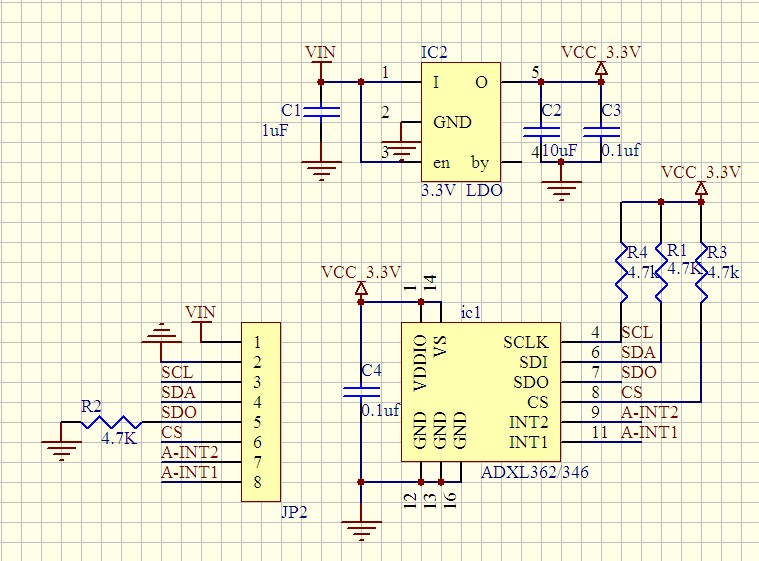 VIN
IC2
VCC_3.3V
1
I
O
5
C1
1uF
2
GND
C2
C3
3
en
by
4
10uF
0.1uf
3.3V LDO
VCC_3.3V
R4
R1
R3
4.7k
4.7K
4.7k
VCC_3.3V
1
14
ic1
VIN
VDDIO
VS
SCLK
4
SCL
1
SDI
6
SDA
2
SDO
7
SDO
SCL
3
C4
CS
8
CS
SDA
4
0.1uf
INT2
9
A-INT2
R2
SDO
5
GND
GND
GND
INT1
11
A-INT1
4.7K
CS
6
A-INT2
7
A-INT1
8
ADXL362/346
12
13
16
JP2